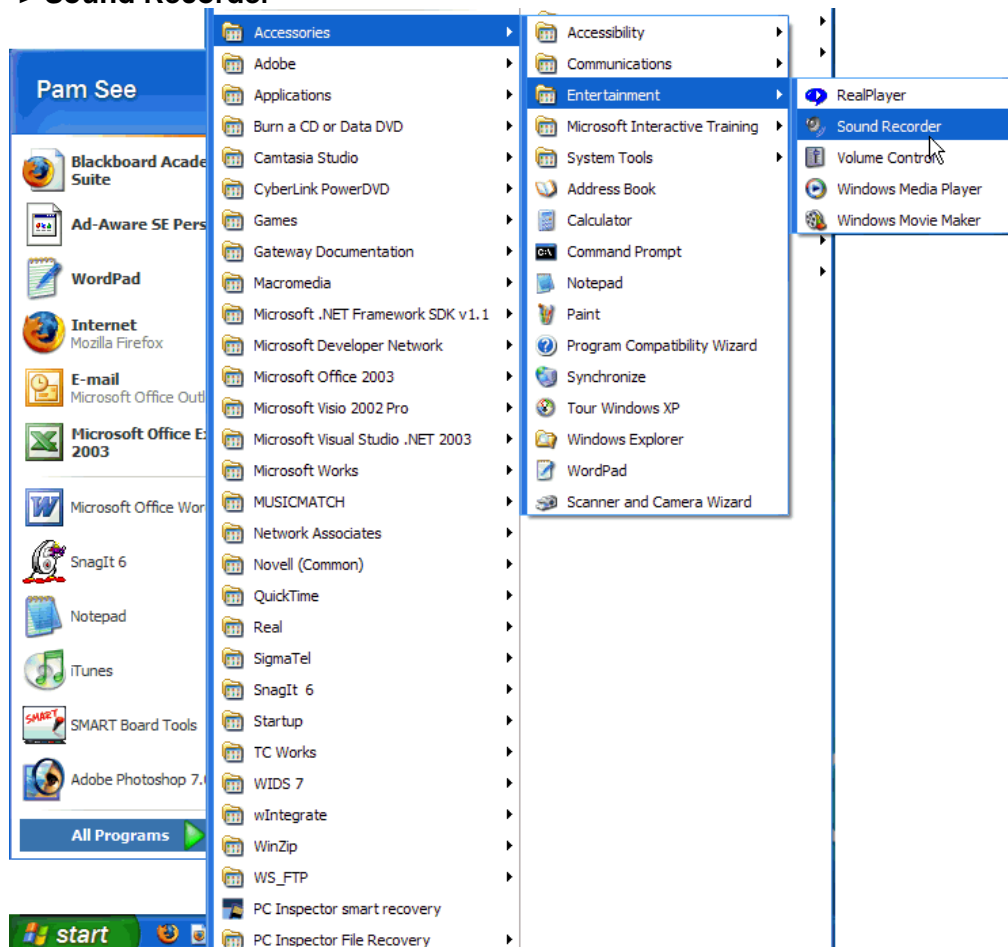 > Sound Recorder
Pam See
Blackboard Acade
Suite
Ad-Aware SE Pers
WordPad
Internet
Mozilla Firefox
E-mail
Microsoft Office Outl
Microsoft Office Ex
2003
Microsoft Office Wor
SnagIt 6
Notepad
iTunes
SMART Board Tools
Adobe Photoshop 7.
All Programs
start
Accessories
Adobe
Applications
Burn a CD or Data DVD
Camtasia Studio
CyberLink PowerDVD
Games
Gateway Documentation
Macromedia
Microsoft .NET Framework SDK v1.1
Microsoft Developer Network
Microsoft Office 2003
Microsoft Visio 2002 Pro
Microsoft Visual Studio .NET 2003
Microsoft Works
MUSICMATCH
Network Associates
Novell (Common)
QuickTime
Real
SigmaTel
SnagIt 6
Startup
TC Works
WIDS 7
wIntegrate
WinZip
WS_FTP
PC Inspector smart recovery
PC Inspector File Recovery
Accessibility
Communications
Entertainment
Microsoft Interactive Training
System Tools
Address Book
Calculator
Command Prompt
Notepad
Paint
Program Compatibility Wizard
Synchronize
Tour Windows XP
Windows Explorer
WordPad
Scanner and Camera Wizard
RealPlayer
Sound Recorder
Volume Control
Windows Media Player
Windows Movie Maker